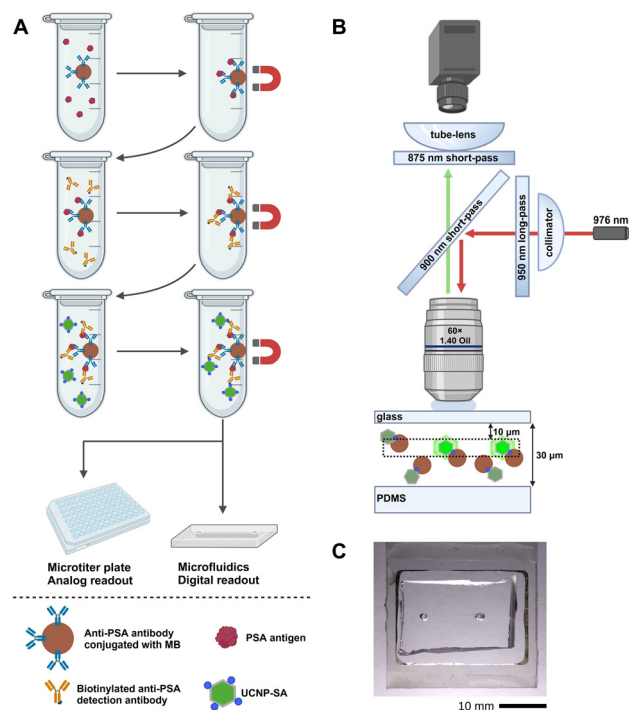 A
Microtiter plate
Analog readout
Microfluidics
Digital readout
Anti-PSA antibody
conjugated with MB
PSA antigen
Biotinylated anti-PSA
detection antibody
UCNP-SA
B
tube-lens
875 nm short-pass
900 nm short-pass
950 nm long-pass
collimator
976 nm
60×
1.40 Oil
glass
10 µm
30 µm
PDMS
C
10 mm